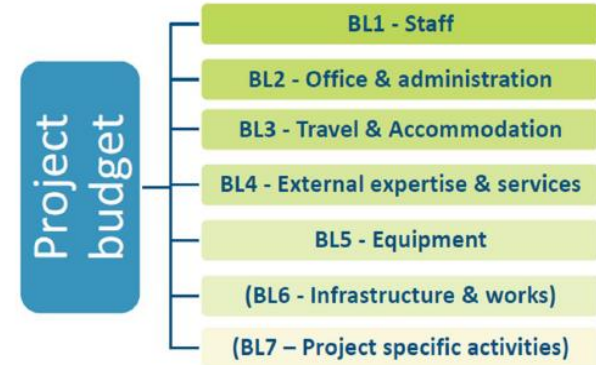 Project
budget
BL1 - Staff
BL2 - Office & administration
BL3 - Travel & Accommodation
BL4 - External expertise & services
BL5 - Equipment
(BL6 - Infrastructure & works)
(BL7 – Project specific activities)